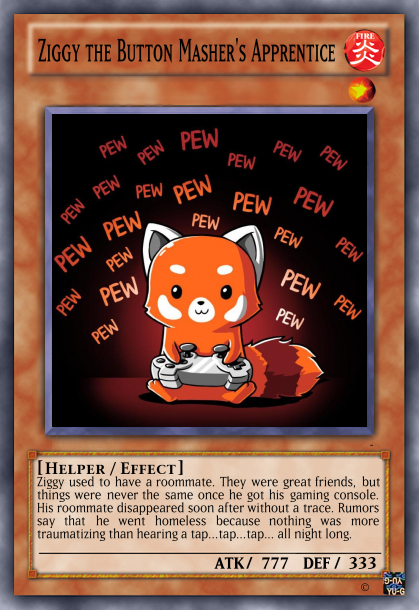 Ziggy the Button Masher's Apprentice
FIRE
炎
PEW PEW PEW PEW PEW PEW
PEW PEW PEW PEW PEW PEW
PEW PEW PEW PEW PEW
PEW PEW
PEW PEW PEW PEW
PEW PEW
[Helper / Effect]
Ziggy used to have a roommate. They were great friends, but
things were never the same once he got his gaming console.
His roommate disappeared soon after without a trace. Rumors
say that he went homeless because nothing was more
traumatizing than hearing a tap...tap...tap... all night long.
ATK/ 777 DEF/ 333
©